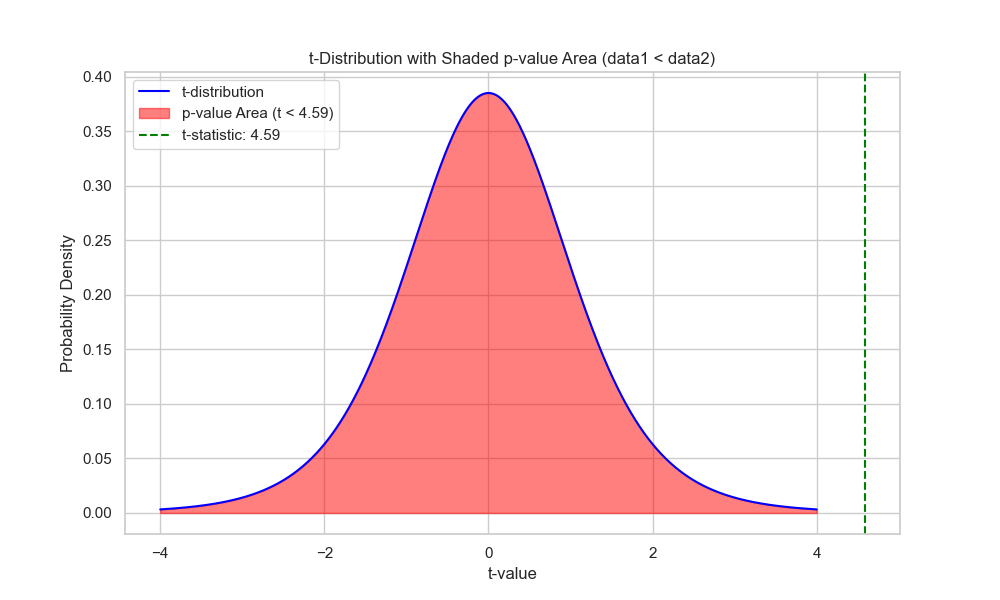 t-Distribution with Shaded p-value Area (data1 < data2)
t-distribution
p-value Area (t < 4.59)
t-statistic: 4.59
Probability Density
0.40
0.35
0.30
0.25
0.20
0.15
0.10
0.05
0.00
−4
−2
0
2
4
t-value